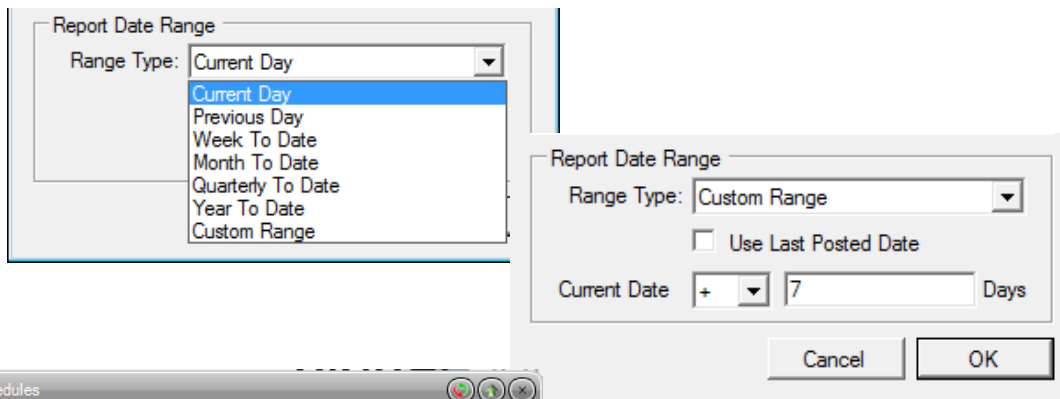 Report Date Range
Range Type: Current Day
Current Day
Previous Day
Week To Date
Month To Date
Quarterly To Date
Year To Date
Custom Range
Report Date Range
Range Type: Custom Range
Use Last Posted Date
Current Date + 7 Days
Cancel OK
edules